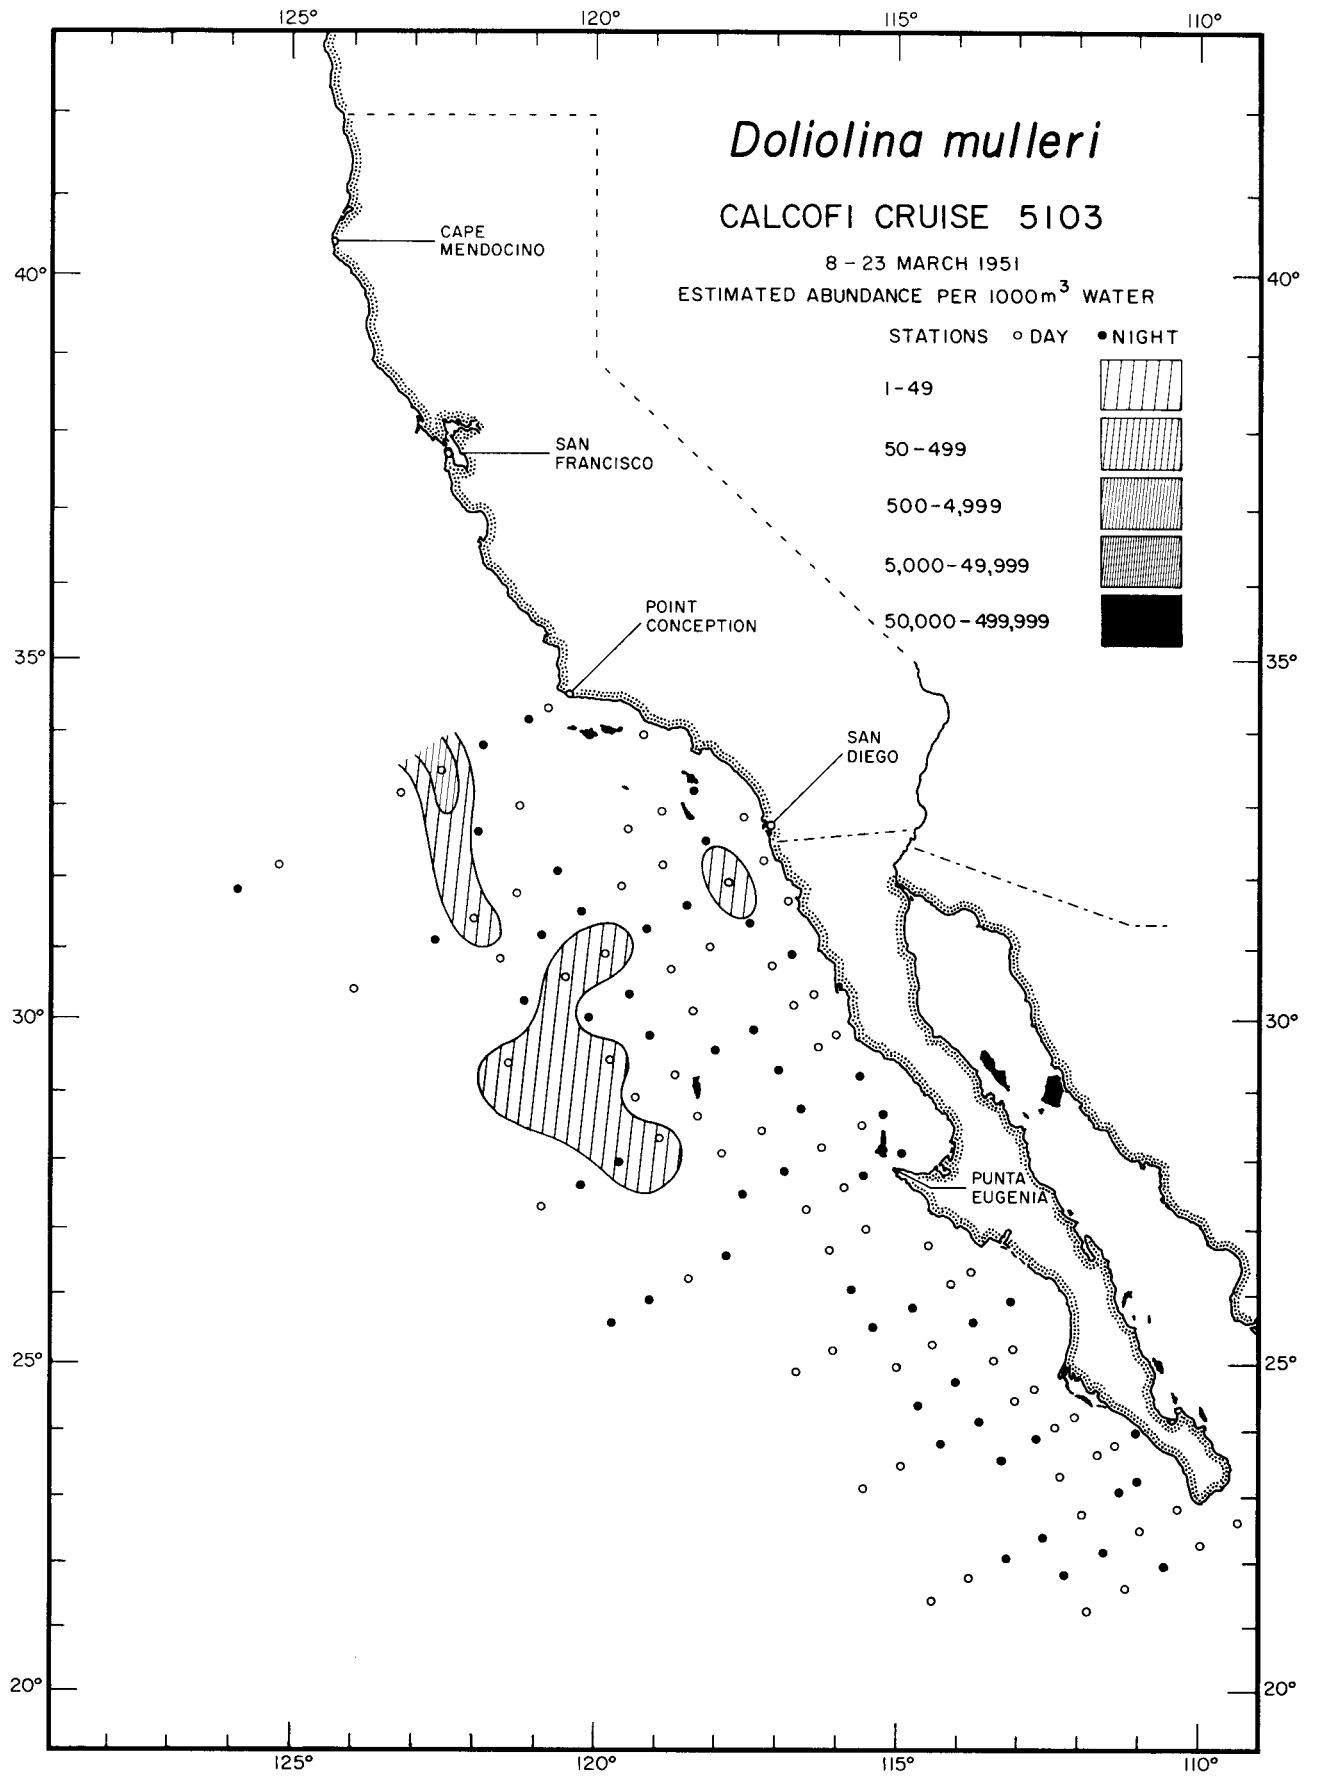 125° 120° 115° 110°
Doliolina mulleri
CALCOFI CRUISE 5103
8 – 23 MARCH 1951
ESTIMATED ABUNDANCE PER 1000m³ WATER
STATIONS ○ DAY ● NIGHT
1–49
50–499
500–4,999
5,000–49,999
50,000–499,999
CAPE
MENDOCINO
40° 40°
SAN
FRANCISCO
POINT
CONCEPTION
35° 35°
SAN
DIEGO
30° 30°
PUNTA
EUGENIA
25° 25°
20° 20°
125° 120° 115° 110°